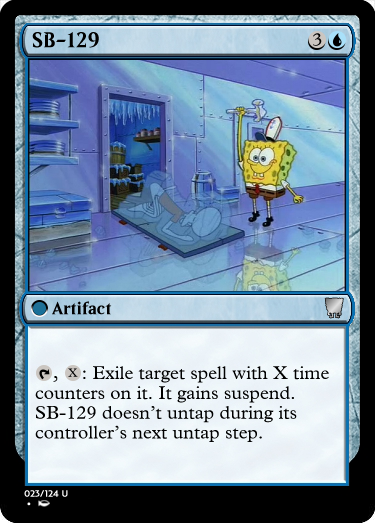 SB-129
3
Artifact
ans
, X: Exile target spell with X time
counters on it. It gains suspend.
SB-129 doesn't untap during its
controller's next untap step.
023/124 U